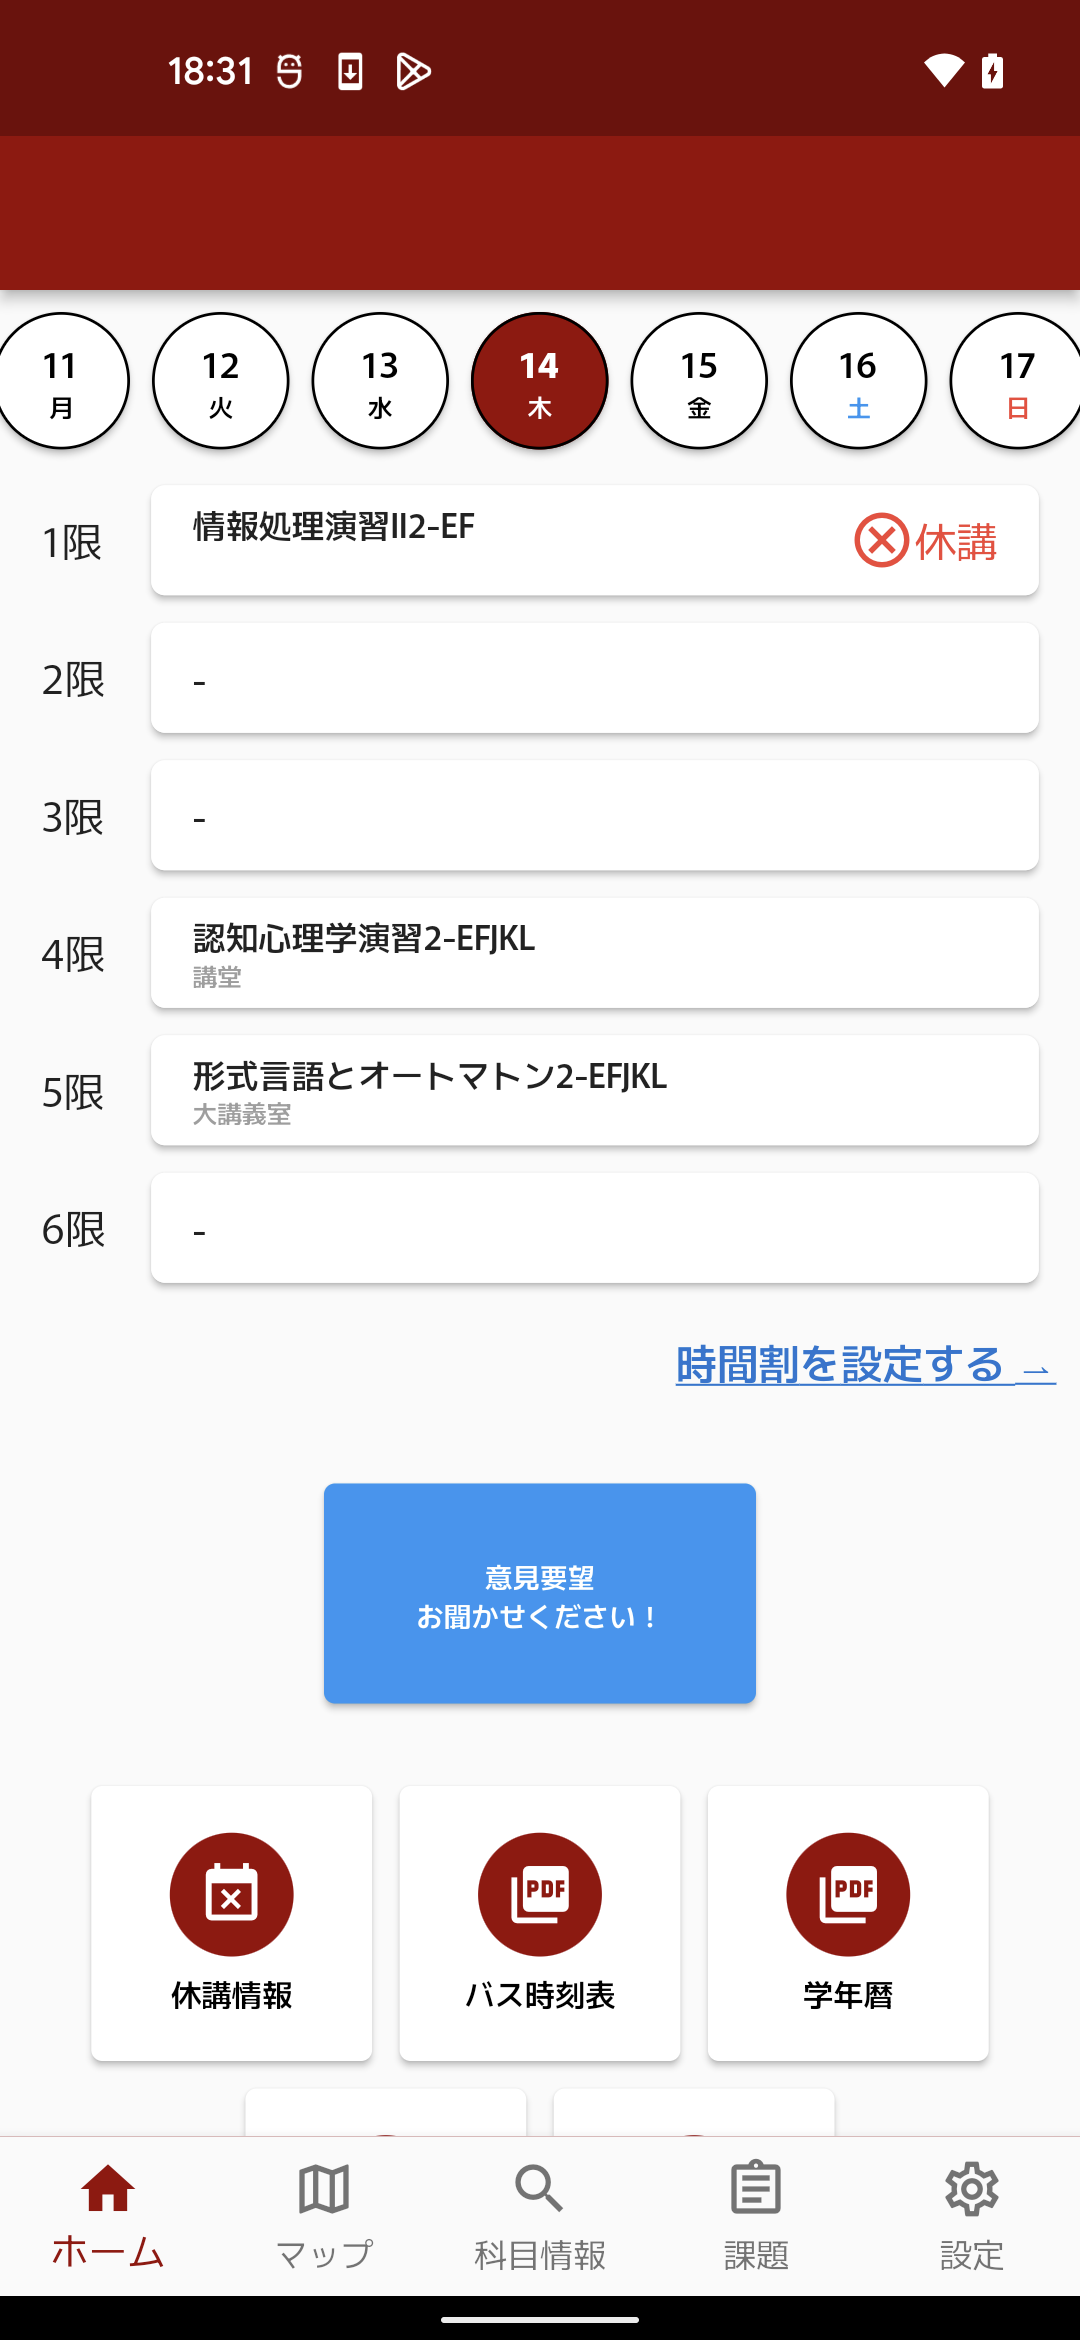 18:31
11
月
12
火
13
水
14
木
15
金
16
土
17
日
1限
情報処理演習II2-EF
休講
2限
-
3限
-
4限
認知心理学演習2-EFJKL
講堂
5限
形式言語とオートマトン2-EFJKL
大講義室
6限
-
時間割を設定する →
意見要望
お聞かせください！
PDF
PDF
休講情報
バス時刻表
学年暦
ホーム
マップ
科目情報
課題
設定